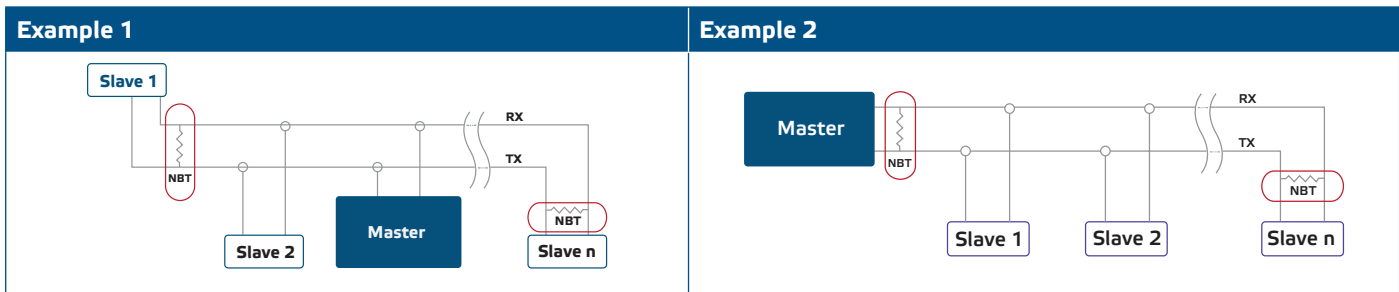 Example 1
Slave 1
RX
TX
NBT
NBT
Slave 2
Master
Slave n
Example 2
Master
RX
TX
NBT
NBT
Slave 1
Slave 2
Slave n